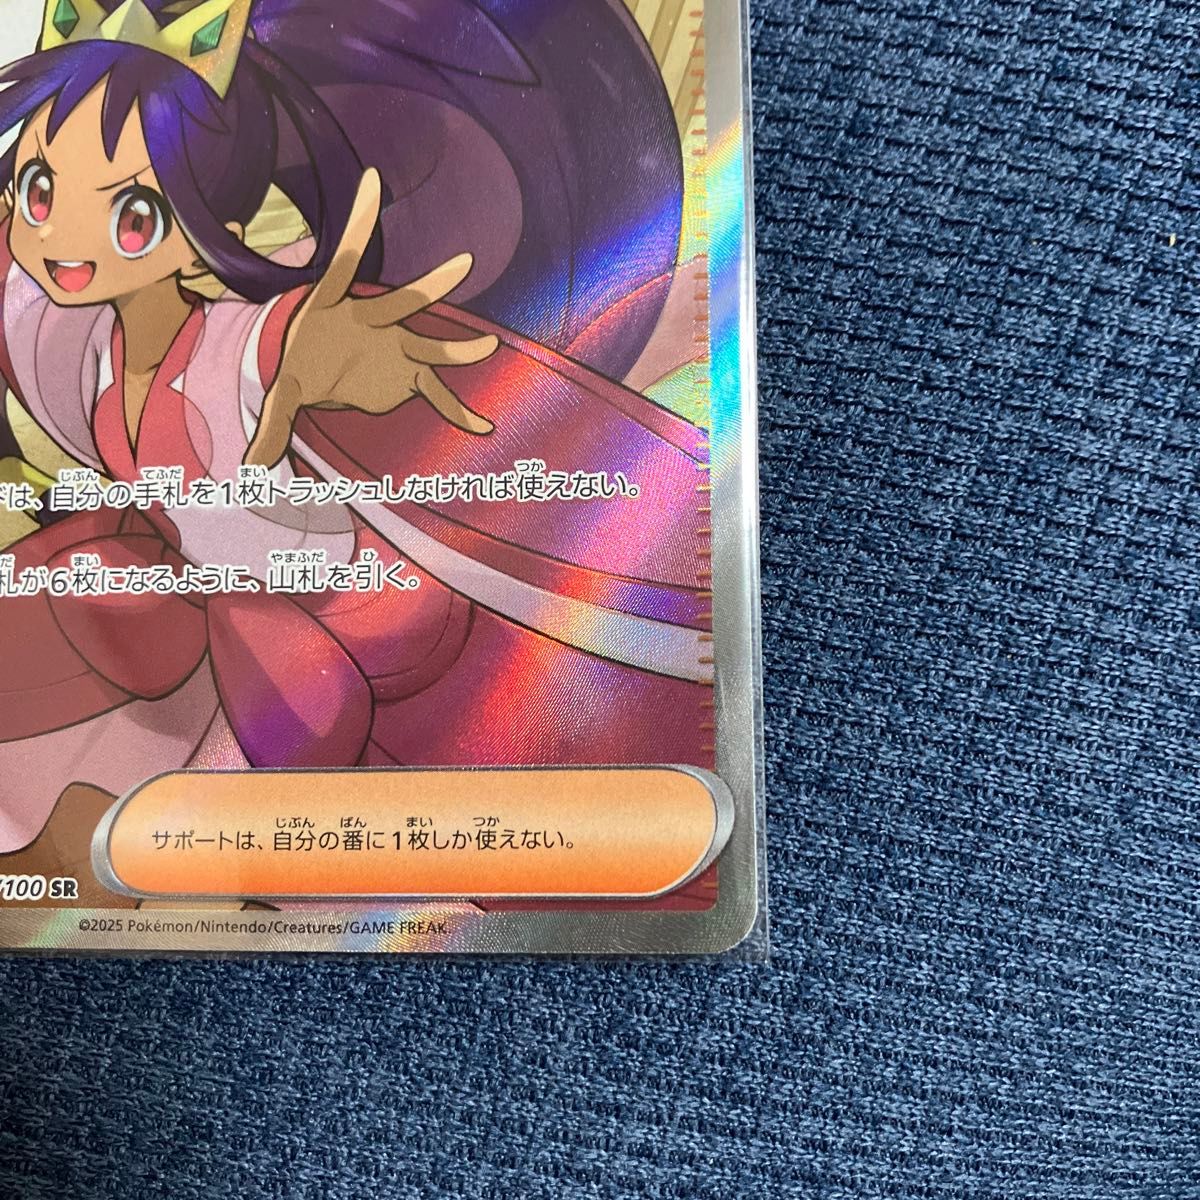 は、自分の手札を1枚トラッシュしなければ使えない。
札が6枚になるように、山札を引く。
サポートは、自分の番に1枚しか使えない。
/100 SR
©2025 Pokémon/Nintendo/Creatures/GAME FREAK.